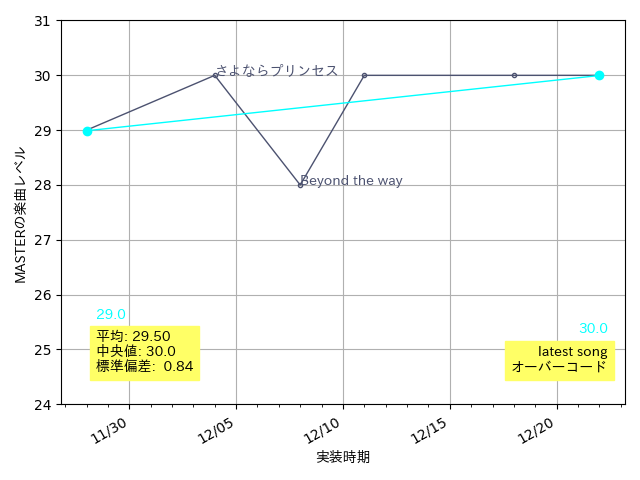 31
30
29
28
27
26
25
24
MASTERの楽曲レベル
さよならプリンセス
Beyond the way
29.0
平均: 29.50
中央値: 30.0
標準偏差: 0.84
30.0
latest song
オーバーコード
11/30
12/05
12/10
12/15
12/20
実装時期